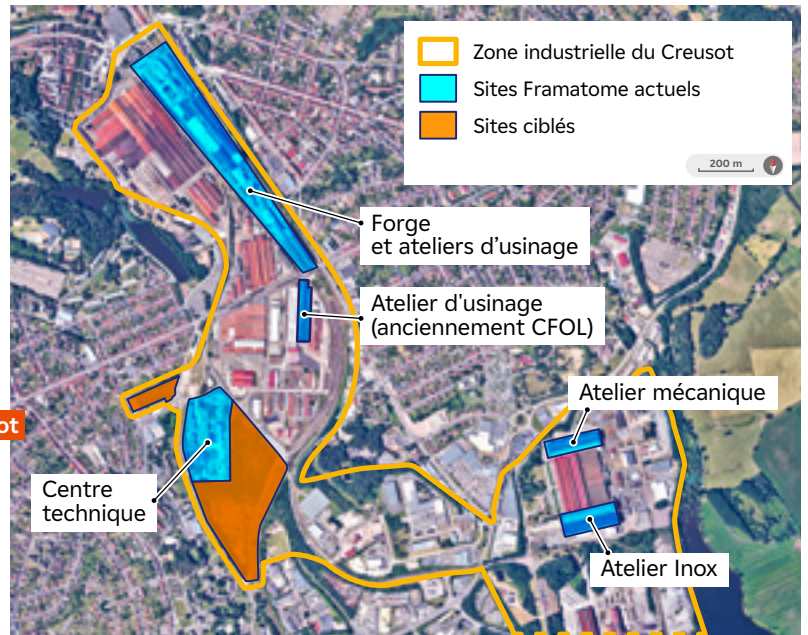 Zone industrielle du Creusot
Sites Framatome actuels
Sites ciblés
200 m
Forge
et ateliers d’usinage
Atelier d'usinage
(anciennement CFOL)
Atelier mécanique
ot
Centre
technique
Atelier Inox